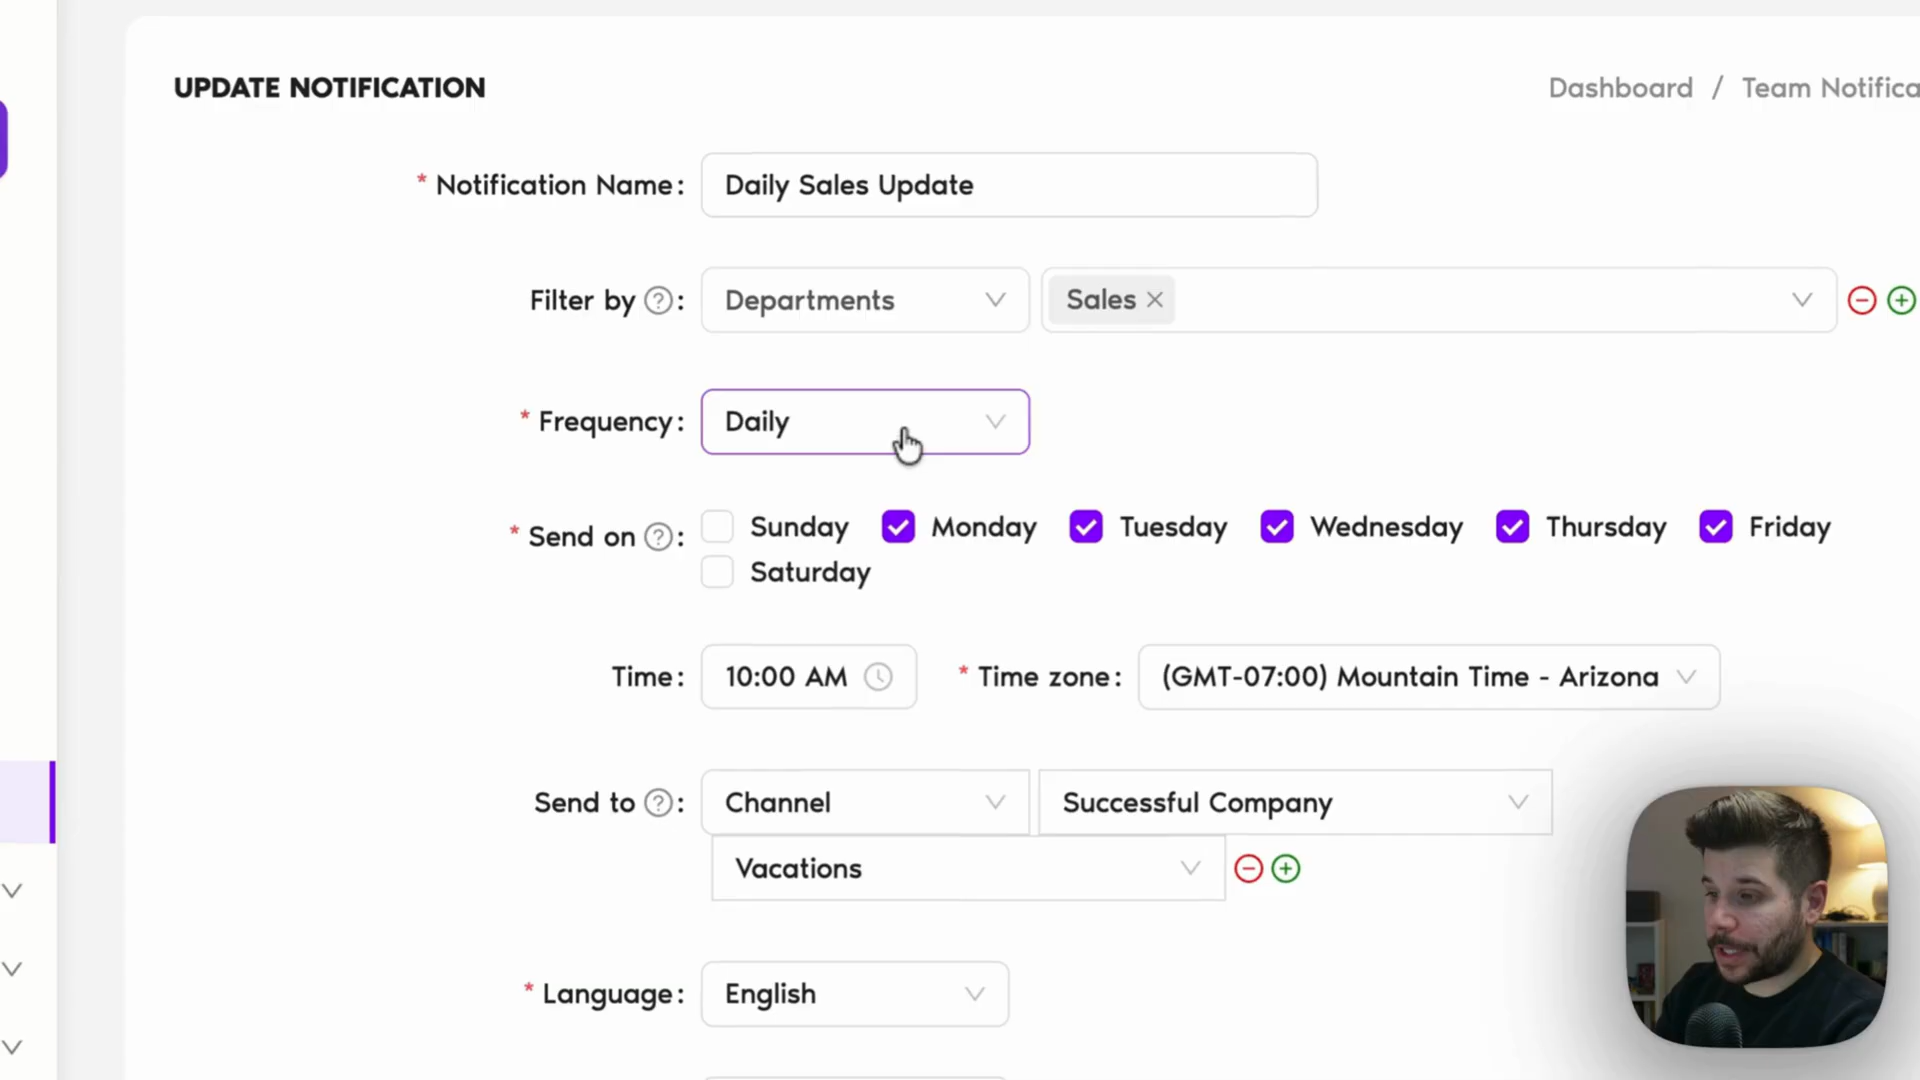 UPDATE NOTIFICATION
Dashboard / Team Notifica
* Notification Name: Daily Sales Update
Filter by ?: Departments Sales
* Frequency: Daily
* Send on ?: Sunday Monday Tuesday Wednesday Thursday Friday
Saturday
Time: 10:00 AM * Time zone: (GMT-07:00) Mountain Time - Arizona
Send to ?: Channel Successful Company
Vacations
* Language: English